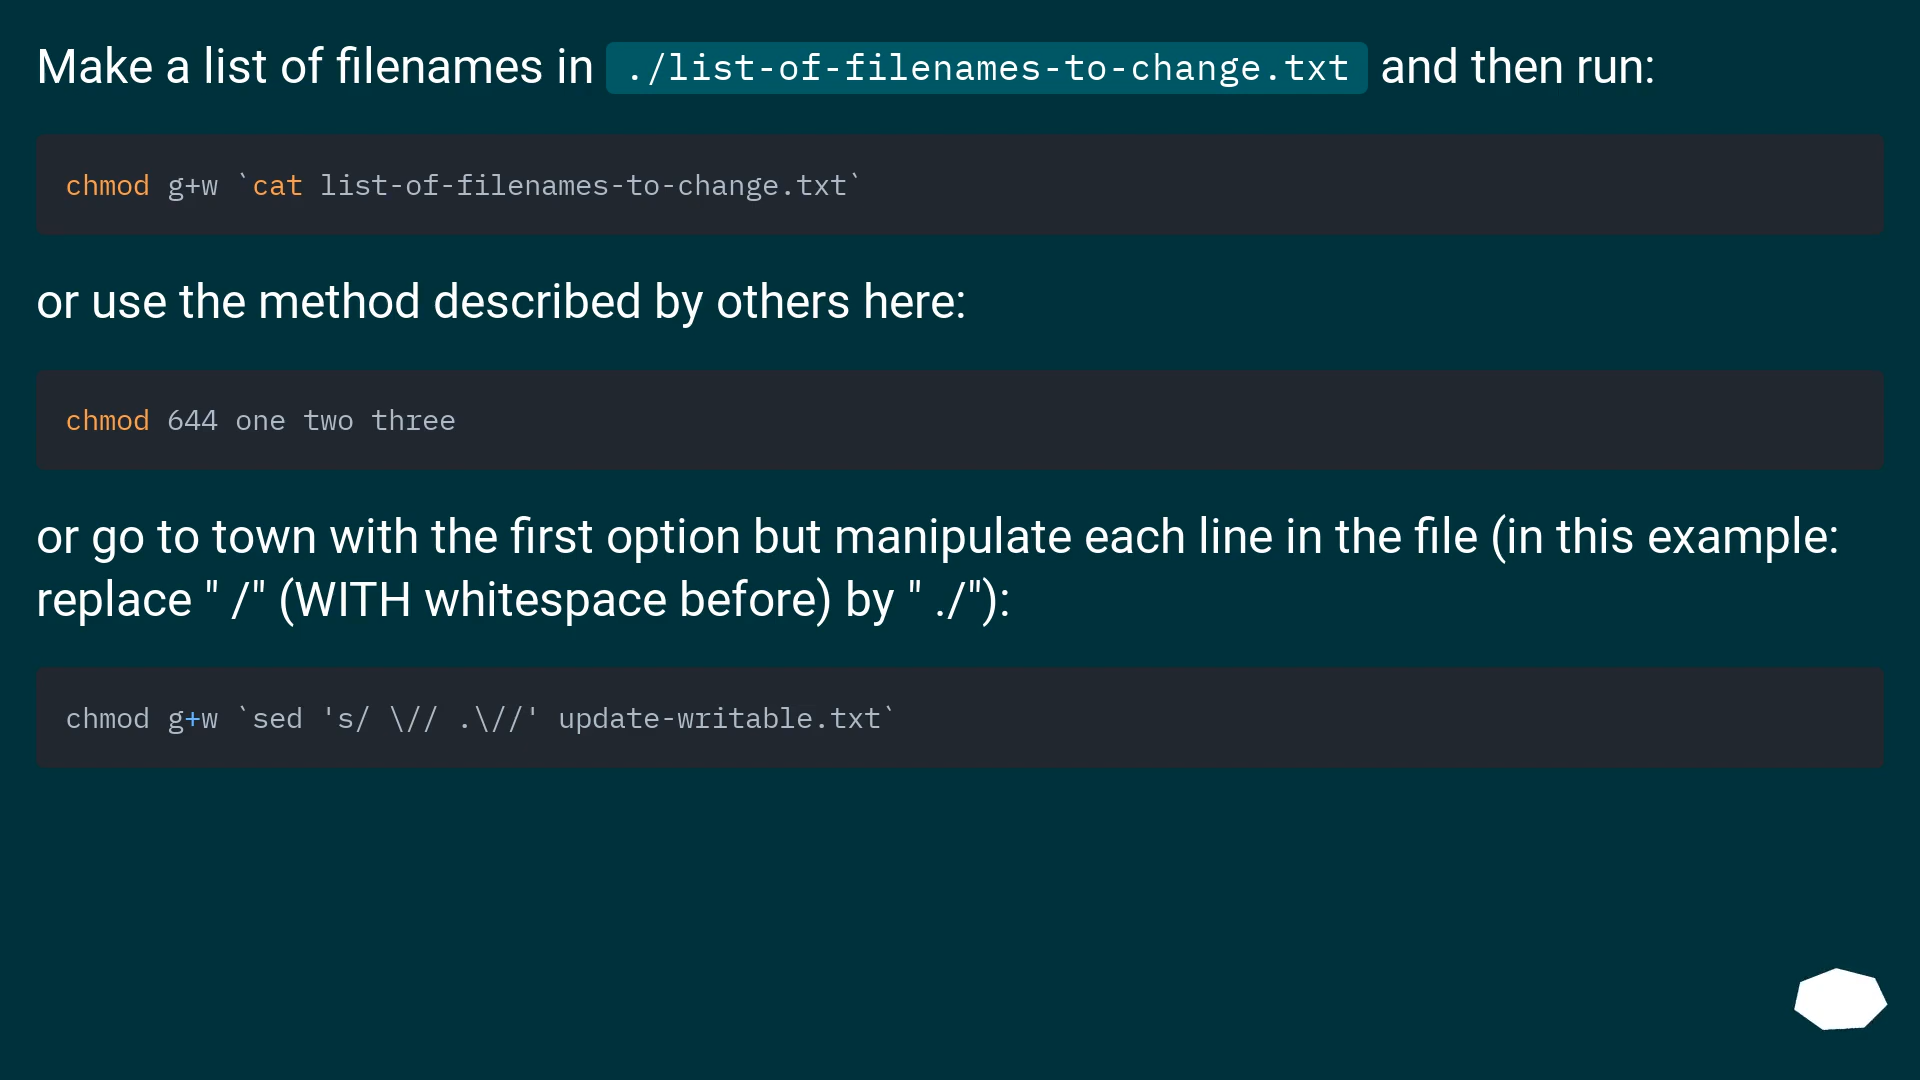 Make a list of filenames in ./list-of-filenames-to-change.txt and then run:
chmod g+w `cat list-of-filenames-to-change.txt`
or use the method described by others here:
chmod 644 one two three
or go to town with the first option but manipulate each line in the file (in this example:
replace " /" (WITH whitespace before) by " ./"):
chmod g+w `sed 's/ \// .\//' update-writable.txt`